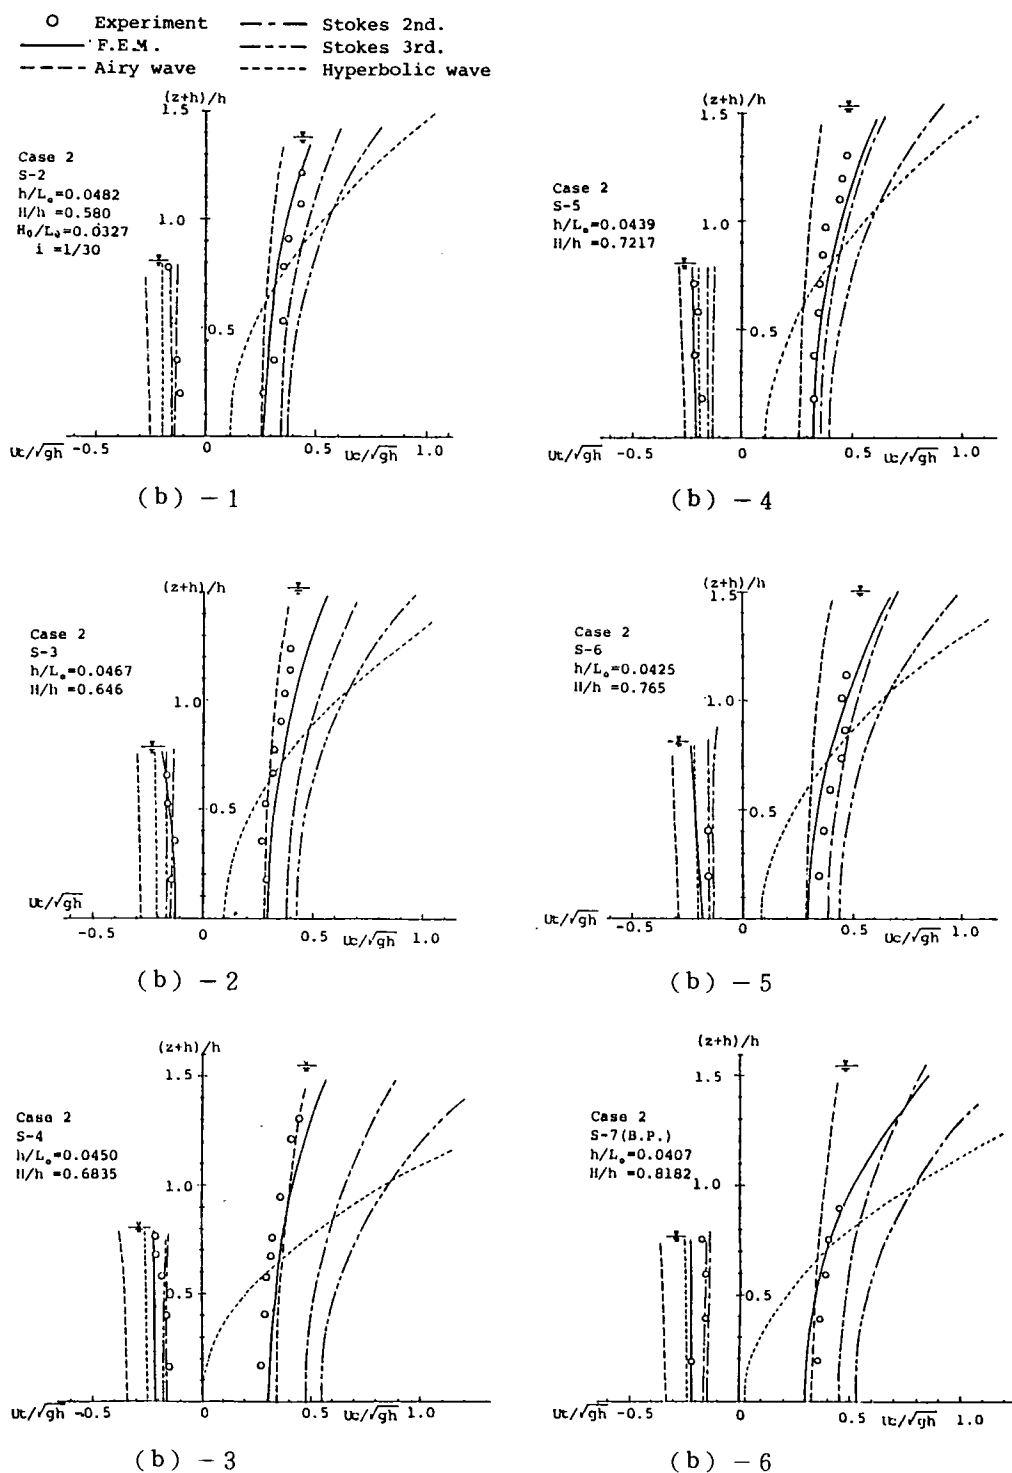 Experiment
F.E.M.
Airy wave
Stokes 2nd.
Stokes 3rd.
Hyperbolic wave
(z+h)/h
1.5
Case 2
S-2
h/L₀=0.0482
H/h =0.580
H₀/L₀=0.0327
i =1/30
1.0
0.5
Ut/√gh -0.5 0 0.5 Uc/√gh 1.0
(b) -1
(z+h)/h
1.5
Case 2
S-5
h/L₀=0.0439
H/h =0.7217
1.0
0.5
Ut/√gh -0.5 0 0.5 Uc/√gh 1.0
(b) -4
(z+h)/h
Case 2
S-3
h/L₀=0.0467
H/h =0.646
1.0
0.5
Ut/√gh
-0.5 0 0.5 Uc/√gh 1.0
(b) -2
(z+h)/h
1.5
Case 2
S-6
h/L₀=0.0425
H/h =0.765
1.0
0.5
Ut/√gh -0.5 0 0.5 Uc/√gh 1.0
(b) -5
(z+h)/h
1.5
Case 2
S-4
h/L₀=0.0450
H/h=0.6835
1.0
0.5
Ut/√gh -0.5 0 0.5 Uc/√gh 1.0
(b) -3
(z+h)/h
1.5
Case 2
S-7(B.P.)
h/L₀=0.0407
H/h =0.8182
1.0
0.5
Ut/√gh -0.5 0 0.5 Uc/√gh 1.0
(b) -6